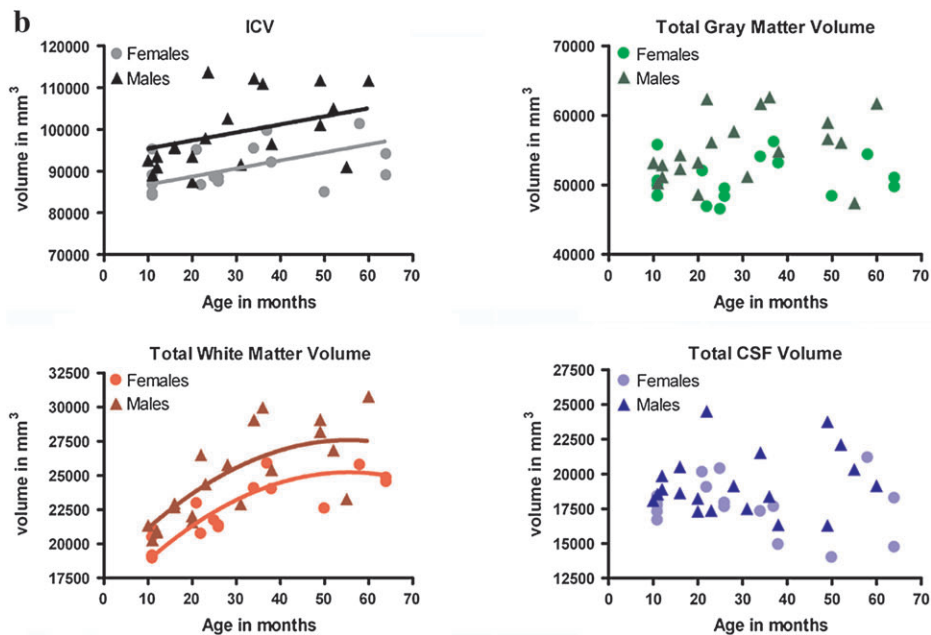 b
ICV
120000
110000
100000
90000
80000
70000
volume in mm3
Females
Males
0 10 20 30 40 50 60 70
Age in months
Total Gray Matter Volume
70000
60000
50000
40000
volume in mm3
Females
Males
0 10 20 30 40 50 60 70
Age in months
Total White Matter Volume
32500
30000
27500
25000
22500
20000
17500
volume in mm3
Females
Males
0 10 20 30 40 50 60 70
Age in months
Total CSF Volume
27500
25000
22500
20000
17500
15000
12500
volume in mm3
Females
Males
0 10 20 30 40 50 60 70
Age in months